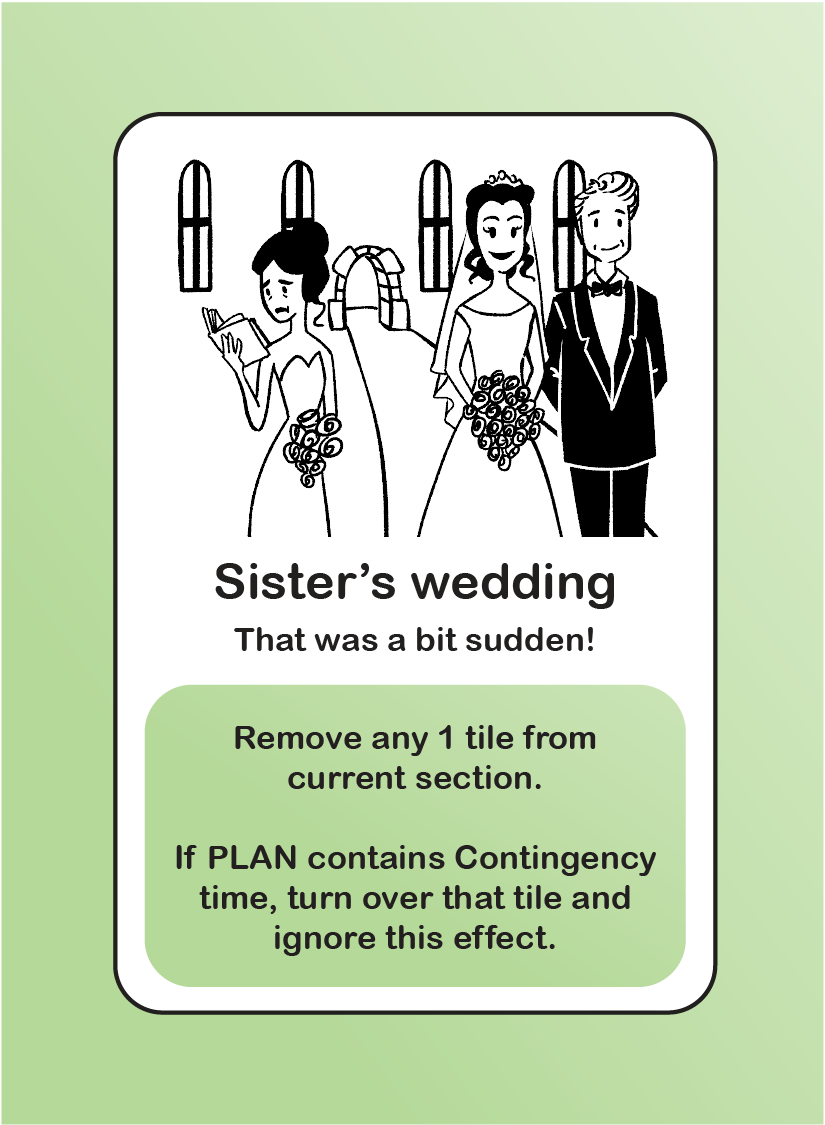 Sister’s wedding
That was a bit sudden!
Remove any 1 tile from
current section.
If PLAN contains Contingency
time, turn over that tile and
ignore this effect.